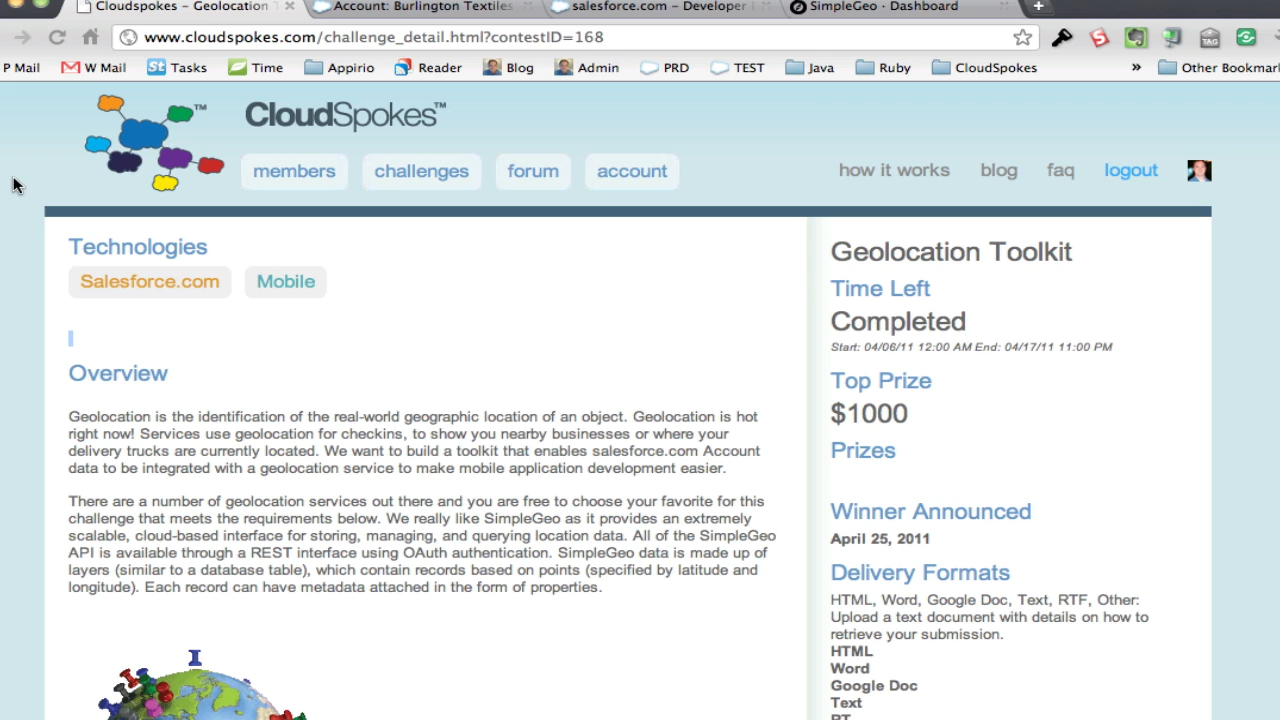 Cloudspokes – Geolocation
Account: Burlington Textiles
salesforce.com – Developer
SimpleGeo · Dashboard
www.cloudspokes.com/challenge_detail.html?contestID=168
P Mail
W Mail
Tasks
Time
Appirio
Reader
Blog
Admin
PRD
TEST
Java
Ruby
CloudSpokes
»
Other Bookmar
CloudSpokes™
members
challenges
forum
account
how it works
blog
faq
logout
Technologies
Salesforce.com
Mobile
Overview
Geolocation is the identification of the real-world geographic location of an object. Geolocation is hot
right now! Services use geolocation for checkins, to show you nearby businesses or where your
delivery trucks are currently located. We want to build a toolkit that enables salesforce.com Account
data to be integrated with a geolocation service to make mobile application development easier.
There are a number of geolocation services out there and you are free to choose your favorite for this
challenge that meets the requirements below. We really like SimpleGeo as it provides an extremely
scalable, cloud-based interface for storing, managing, and querying location data. All of the SimpleGeo
API is available through a REST interface using OAuth authentication. SimpleGeo data is made up of
layers (similar to a database table), which contain records based on points (specified by latitude and
longitude). Each record can have metadata attached in the form of properties.
Geolocation Toolkit
Time Left
Completed
Start: 04/06/11 12:00 AM End: 04/17/11 11:00 PM
Top Prize
$1000
Prizes
Winner Announced
April 25, 2011
Delivery Formats
HTML, Word, Google Doc, Text, RTF, Other:
Upload a text document with details on how to
retrieve your submission.
HTML
Word
Google Doc
Text